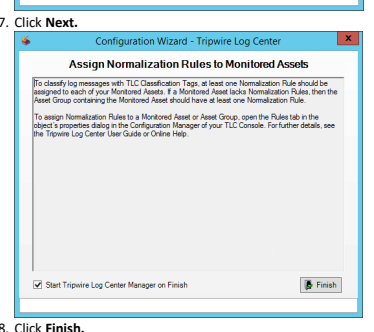 7. Click Next.
Configuration Wizard - Tripwire Log Center
x
Assign Normalization Rules to Monitored Assets
To classify log messages with TLC Classification Tags, at least one Normalization Rule should be
assigned to each of your Monitored Assets. If a Monitored Asset lacks Normalization Rules, then the
Asset Group containing the Monitored Asset should have at least one Normalization Rule.
To assign Normalization Rules to a Monitored Asset or Asset Group, open the Rules tab in the
object's properties dialog in the Configuration Manager of your TLC Console. For further details, see
the Tripwire Log Center User Guide or Online Help.
Start Tripwire Log Center Manager on Finish
Finish
8. Click Finish.